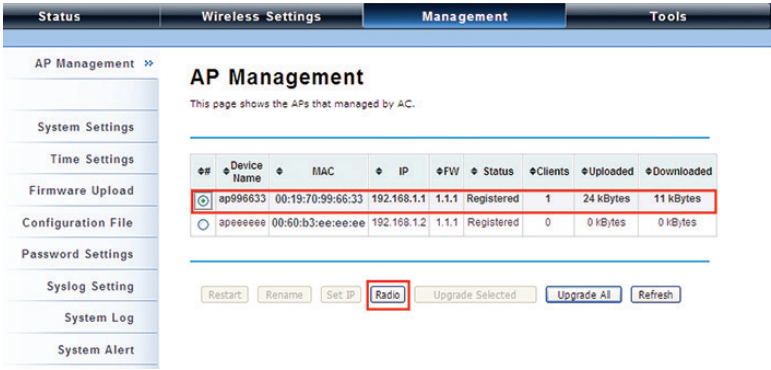 Status Wireless Settings Management Tools
AP Management »
System Settings
Time Settings
Firmware Upload
Configuration File
Password Settings
Syslog Setting
System Log
System Alert
AP Management
This page shows the APs that managed by AC.
# Device Name MAC IP FW Status Clients Uploaded Downloaded
ap996633 00:19:70:99:66:33 192.168.1.1 1.1.1 Registered 1 24 kBytes 11 kBytes
apeeeeee 00:60:b3:ee:ee:ee 192.168.1.2 1.1.1 Registered 0 0 kBytes 0 kBytes
Restart Rename Set IP Radio Upgrade Selected Upgrade All Refresh